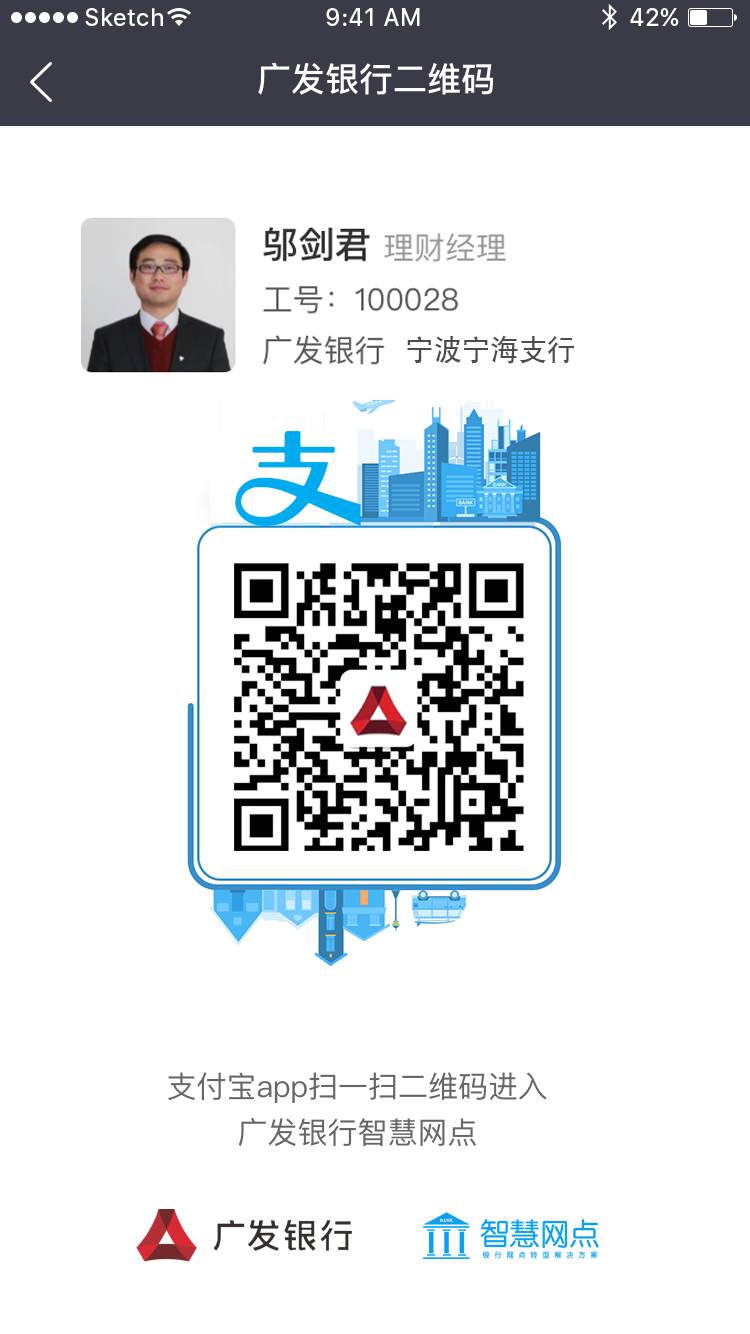 Sketch 9:41 AM 42%
广发银行二维码
邬剑君 理财经理
工号：100028
广发银行 宁波宁海支行
支
BANK
BANK
支付宝app扫一扫二维码进入
广发银行智慧网点
广发银行
BANK
智慧网点
银行网点转型解决方案